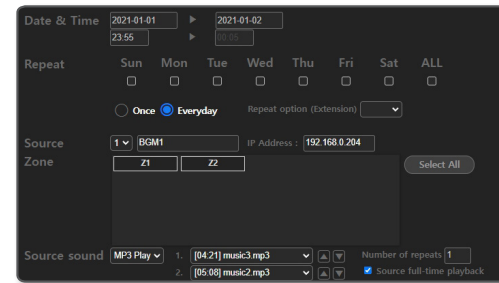 Date & Time 2021-01-01 2021-01-02
23:55 00:05
Repeat Sun Mon Tue Wed Thu Fri Sat ALL
Once Everyday Repeat option (Extension)
Source 1 BGM1 IP Address : 192.168.0.204
Zone Z1 Z2 Select All
Source sound MP3 Play 1. [04:21] music3.mp3 Number of repeats 1
2. [05:08] music2.mp3 Source full-time playback